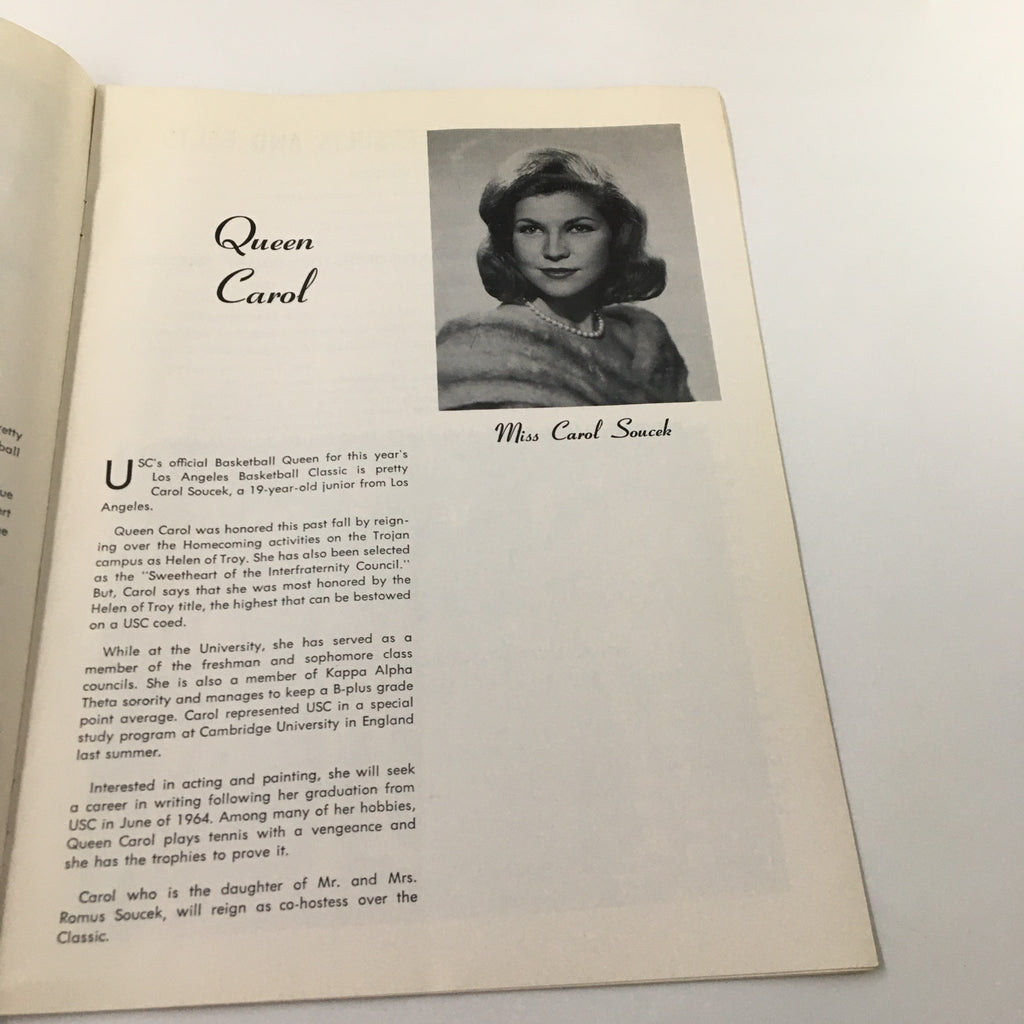 etty
ball
ue
rt
e
Queen
Carol
Miss Carol Soucek
USC's official Basketball Queen for this year's
Los Angeles Basketball Classic is pretty
Carol Soucek, a 19-year-old junior from Los
Angeles.
Queen Carol was honored this past fall by reign-
ing over the Homecoming activities on the Trojan
campus as Helen of Troy. She has also been selected
as the "Sweetheart of the Interfraternity Council."
But, Carol says that she was most honored by the
Helen of Troy title, the highest that can be bestowed
on a USC coed.
While at the University, she has served as a
member of the freshman and sophomore class
councils. She is also a member of Kappa Alpha
Theta sorority and manages to keep a B-plus grade
point average. Carol represented USC in a special
study program at Cambridge University in England
last summer.
Interested in acting and painting, she will seek
a career in writing following her graduation from
USC in June of 1964. Among many of her hobbies,
Queen Carol plays tennis with a vengeance and
she has the trophies to prove it.
Carol who is the daughter of Mr. and Mrs.
Romus Soucek, will reign as co-hostess over the
Classic.